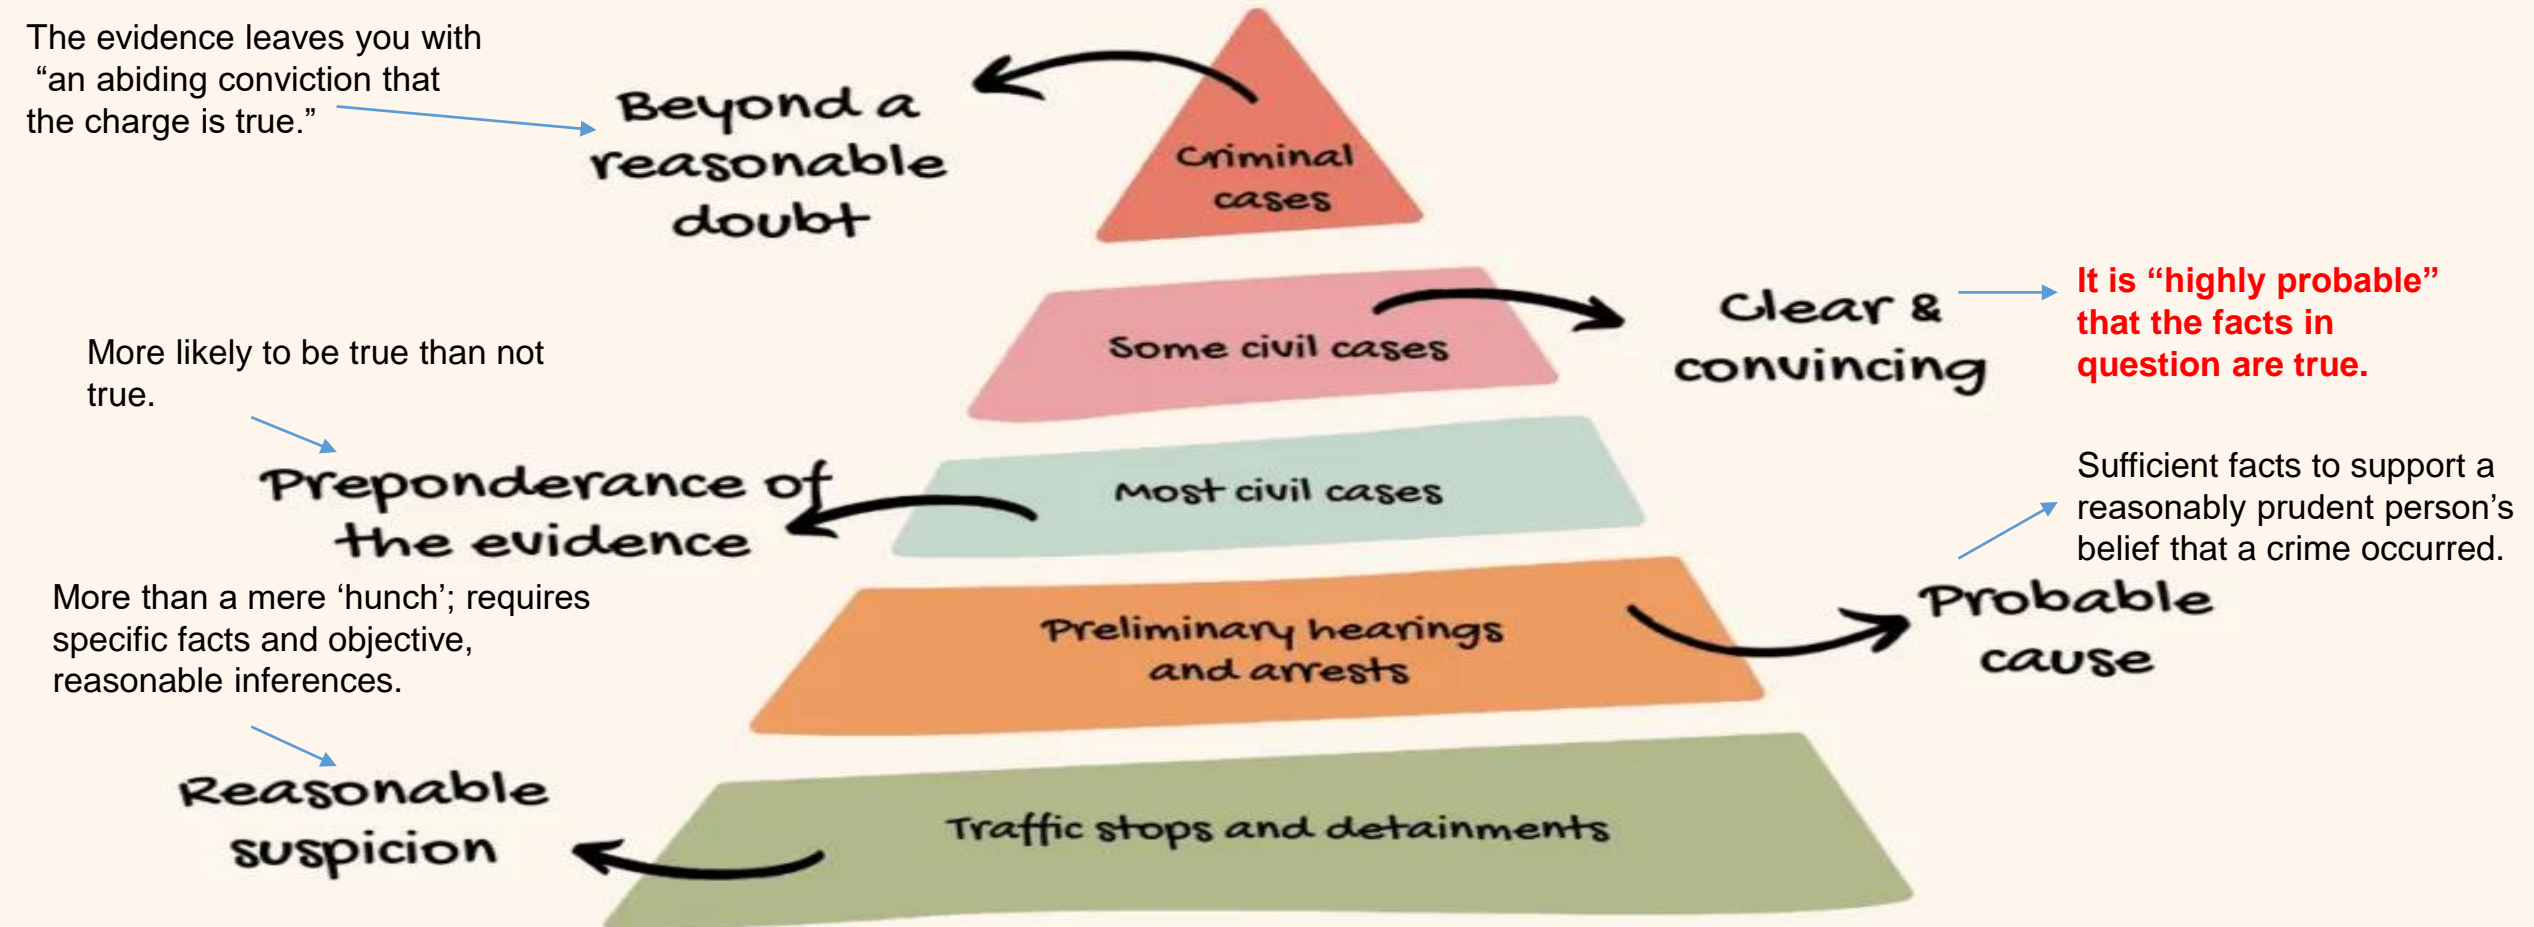 The evidence leaves you with
“an abiding conviction that
the charge is true.”
Beyond a
reasonable
doubt
Criminal
cases
It is “highly probable”
that the facts in
question are true.
Clear &
convincing
Some civil cases
More likely to be true than not
true.
Preponderance of
the evidence
Most civil cases
Sufficient facts to support a
reasonably prudent person’s
belief that a crime occurred.
Probable
cause
Preliminary hearings
and arrests
More than a mere ‘hunch’; requires
specific facts and objective,
reasonable inferences.
Reasonable
suspicion
Traffic stops and detainments